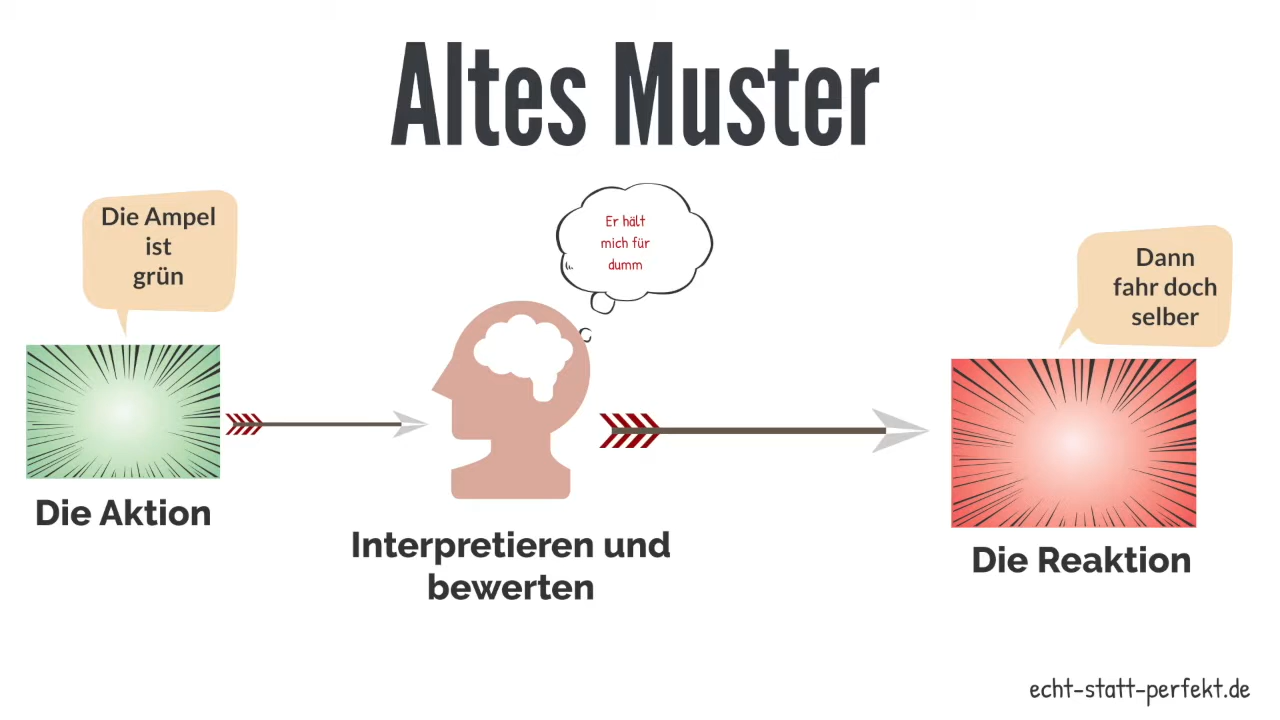 Altes Muster
Die Ampel
ist
grün
Er hält
mich für
dumm
Dann
fahr doch
selber
Die Aktion
Interpretieren und
bewerten
Die Reaktion
echt-statt-perfekt.de